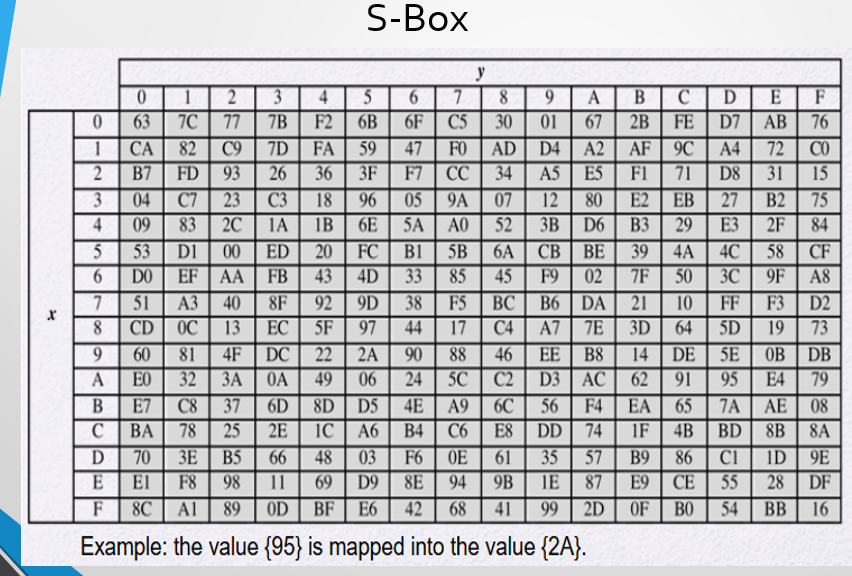 S-Box
y
0 1 2 3 4 5 6 7 8 9 A B C D E F
0 63 7C 77 7B F2 6B 6F C5 30 01 67 2B FE D7 AB 76
1 CA 82 C9 7D FA 59 47 F0 AD D4 A2 AF 9C A4 72 C0
2 B7 FD 93 26 36 3F F7 CC 34 A5 E5 F1 71 D8 31 15
3 04 C7 23 C3 18 96 05 9A 07 12 80 E2 EB 27 B2 75
4 09 83 2C 1A 1B 6E 5A A0 52 3B D6 B3 29 E3 2F 84
5 53 D1 00 ED 20 FC B1 5B 6A CB BE 39 4A 4C 58 CF
6 D0 EF AA FB 43 4D 33 85 45 F9 02 7F 50 3C 9F A8
x
7 51 A3 40 8F 92 9D 38 F5 BC B6 DA 21 10 FF F3 D2
8 CD 0C 13 EC 5F 97 44 17 C4 A7 7E 3D 64 5D 19 73
9 60 81 4F DC 22 2A 90 88 46 EE B8 14 DE 5E 0B DB
A E0 32 3A 0A 49 06 24 5C C2 D3 AC 62 91 95 E4 79
B E7 C8 37 6D 8D D5 4E A9 6C 56 F4 EA 65 7A AE 08
C BA 78 25 2E 1C A6 B4 C6 E8 DD 74 1F 4B BD 8B 8A
D 70 3E B5 66 48 03 F6 0E 61 35 57 B9 86 C1 1D 9E
E E1 F8 98 11 69 D9 8E 94 9B 1E 87 E9 CE 55 28 DF
F 8C A1 89 0D BF E6 42 68 41 99 2D 0F B0 54 BB 16
Example: the value {95} is mapped into the value {2A}.